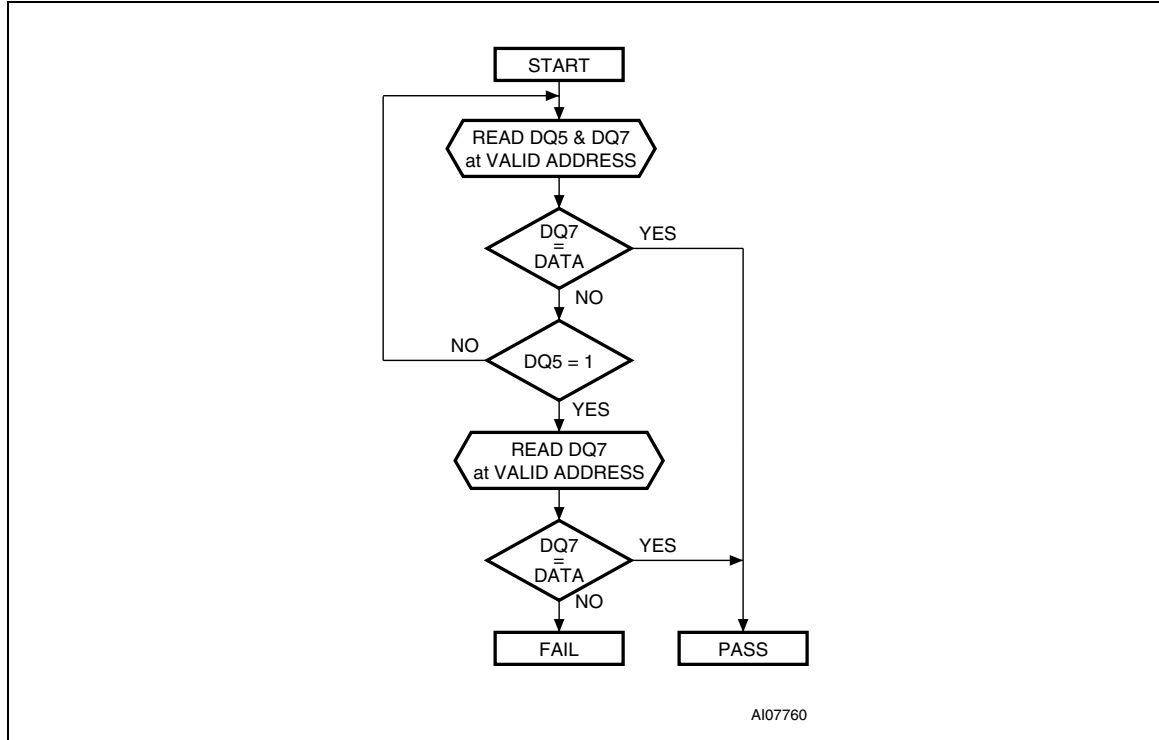 START
READ DQ5 & DQ7
at VALID ADDRESS
DQ7
=
DATA
YES
NO
NO
DQ5 = 1
YES
READ DQ7
at VALID ADDRESS
DQ7
=
DATA
YES
NO
FAIL
PASS
AI07760